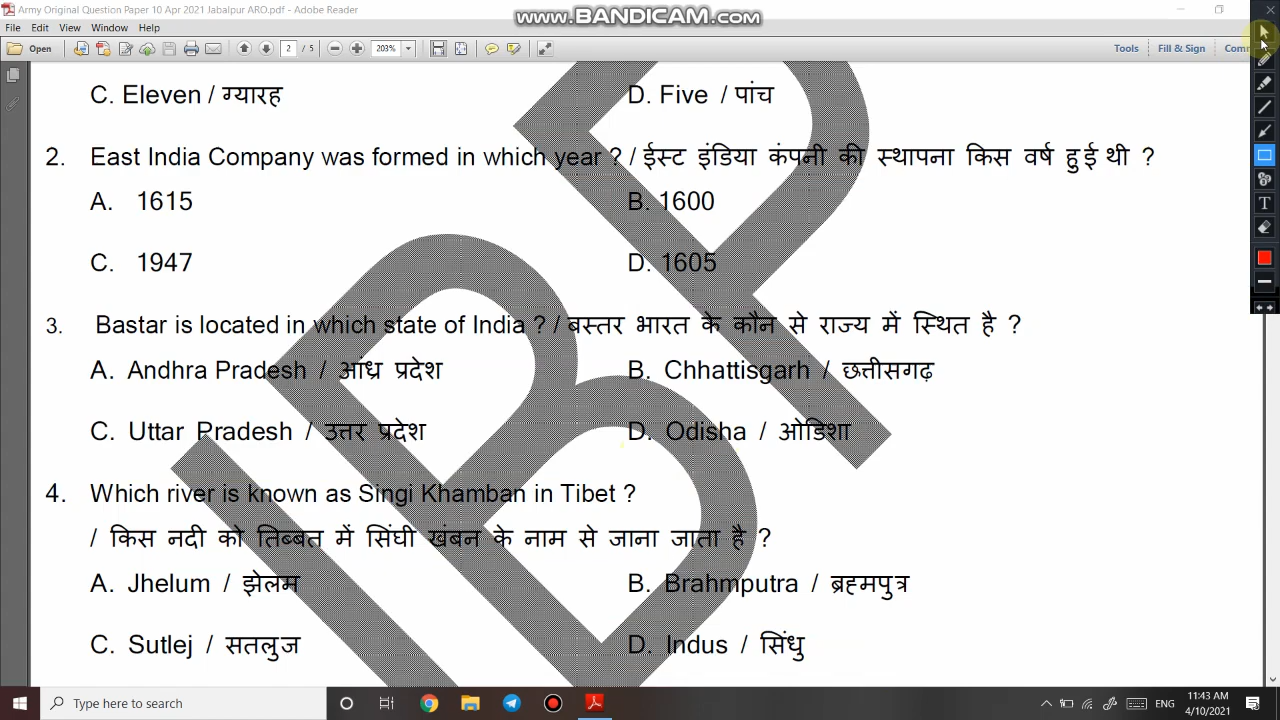 Army Original Question Paper 10 Apr 2021 Jabalpur ARO.pdf - Adobe Reader
www.BANDICAM.com
File Edit View Window Help
Open 2 / 5 203% Tools Fill & Sign
C. Eleven / ग्यारह D. Five / पांच
2. East India Company was formed in which year ? / ईस्ट इंडिया कंपनी की स्थापना किस वर्ष हुई थी ?
A. 1615 B. 1600
C. 1947 D. 1605
3. Bastar is located in which state of India ? बस्तर भारत के कौन से राज्य में स्थित है ?
A. Andhra Pradesh / आंध्र प्रदेश B. Chhattisgarh / छत्तीसगढ़
C. Uttar Pradesh / उत्तर प्रदेश D. Odisha / ओडिशा
4. Which river is known as Singi Khamban in Tibet ?
/ किस नदी को तिब्बत में सिंघी खंबन के नाम से जाना जाता है ?
A. Jhelum / झेलम B. Brahmputra / ब्रह्मपुत्र
C. Sutlej / सतलुज D. Indus / सिंधु
IBPP
Type here to search ENG 11:43 AM
4/10/2021